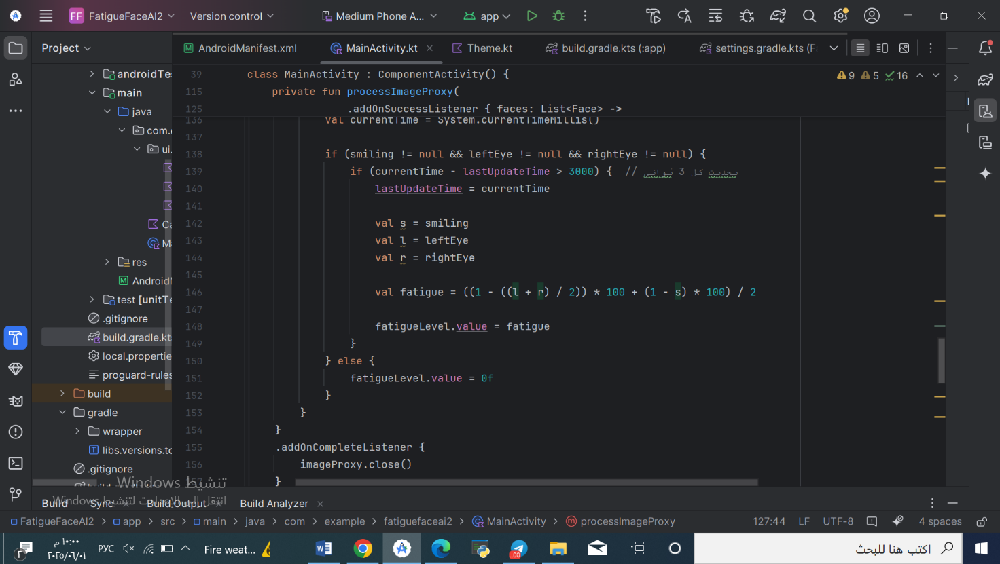 FF FatigueFaceAI2 Version control Medium Phone A... app
Project AndroidManifest.xml MainActivity.kt Theme.kt build.gradle.kts (:app) settings.gradle.kts (F
androidTe
main
java
com.
ui
Ca
Ma
res
AndroidM
test [unitTe
.gitignore
build.gradle.kts
local.propertie
proguard-rules
build
gradle
wrapper
libs.versions.to
.gitignore
39 class MainActivity : ComponentActivity() { 9 5 16
115 private fun processImageProxy(
125 .addOnSuccessListener { faces: List<Face> ->
136 val currentTime = System.currentTimeMillis()
137
138 if (smiling != null && leftEye != null && rightEye != null) {
139 if (currentTime - lastUpdateTime > 3000) { // تحديث كل 3 ثواني
140 lastUpdateTime = currentTime
141
142 val s = smiling
143 val l = leftEye
144 val r = rightEye
145
146 val fatigue = ((1 - ((l + r) / 2)) * 100 + (1 - s) * 100) / 2
147
148 fatigueLevel.value = fatigue
149 }
150 } else {
151 fatigueLevel.value = 0f
152 }
153 }
154 }
155 .addOnCompleteListener {
156 imageProxy.close()
157 }
تنشيط Windows
انتقل إلى الإعدادات لتنشيط Windows
Build Sync Build Output Build Analyzer
FatigueFaceAI2 > app > src > main > java > com > example > fatiguefaceai2 > MainActivity > processImageProxy 127:44 LF UTF-8 4 spaces
١٠:٠٠ م
٢٠٢٥/٠٦/٠١
РУС
Fire weat...
اكتب هنا للبحث